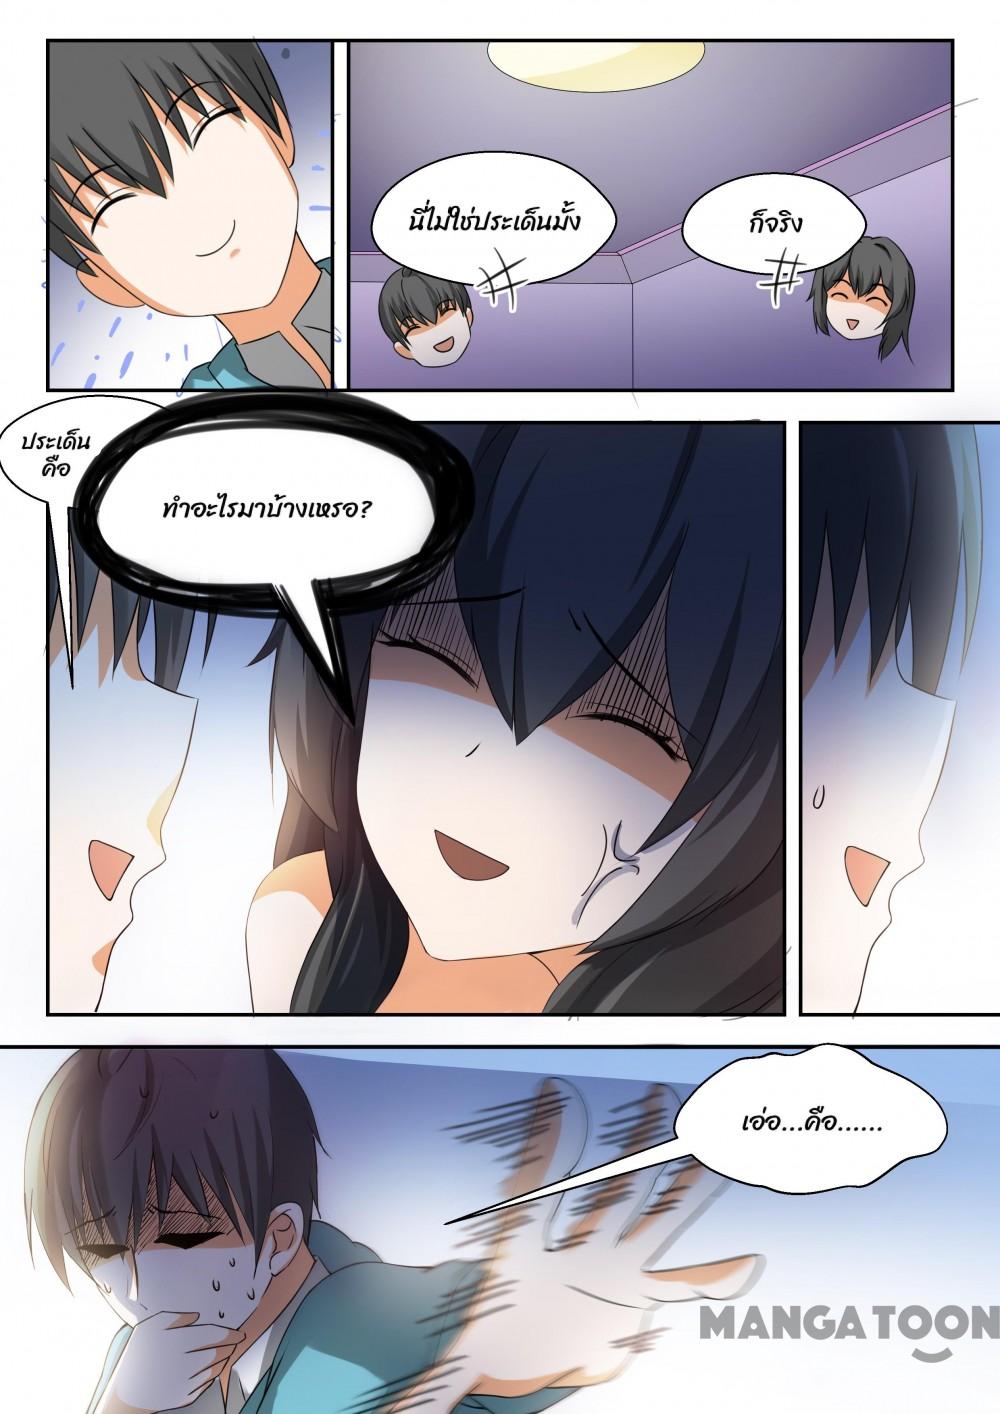 นี่ไม่ใช่ประเด็นมั้ง
ก็จริง
ประเด็น
คือ
ทำอะไรมาบ้างเหรอ?
เอ่อ...คือ......
MANGATOON